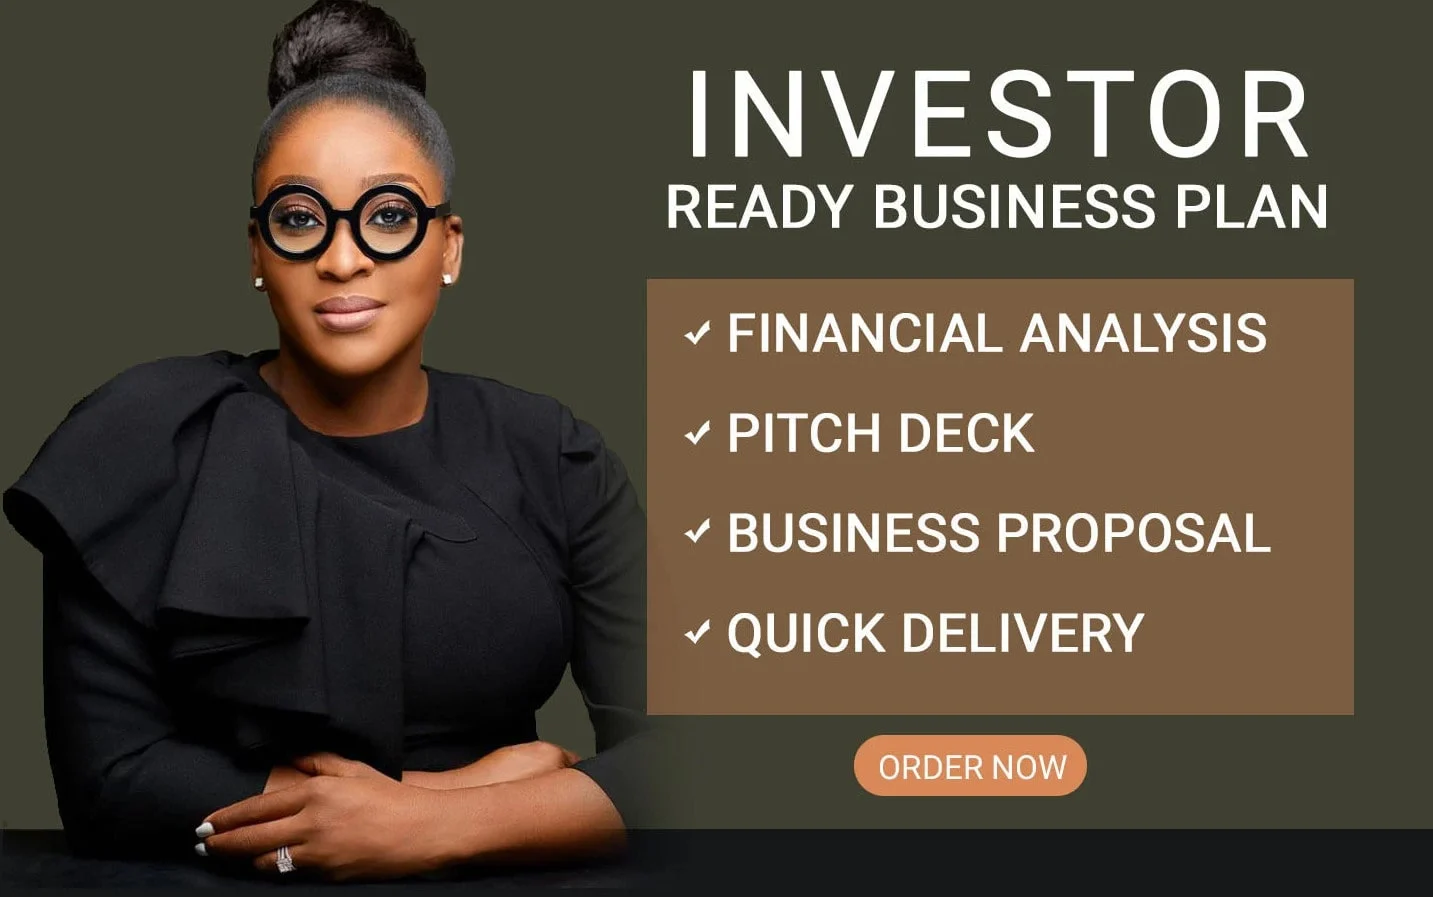 INVESTOR
READY BUSINESS PLAN
FINANCIAL ANALYSIS
PITCH DECK
BUSINESS PROPOSAL
QUICK DELIVERY
ORDER NOW